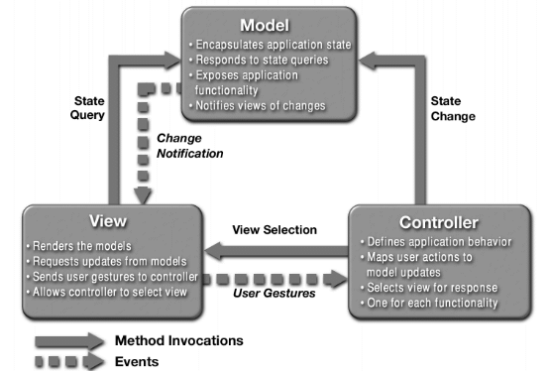 Model
• Encapsulates application state
• Responds to state queries
• Exposes application
functionality
• Notifies views of changes
State
Query
Change
Notification
State
Change
View
• Renders the models
• Requests updates from models
• Sends user gestures to controller
• Allows controller to select view
View Selection
User Gestures
Controller
• Defines application behavior
• Maps user actions to
model updates
• Selects view for response
• One for each functionality
Method Invocations
Events